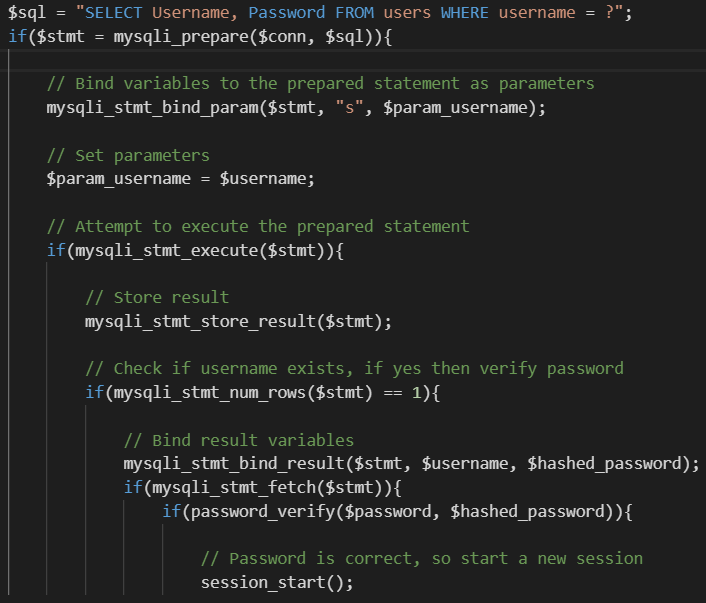 $sql = "SELECT Username, Password FROM users WHERE username = ?";
if($stmt = mysqli_prepare($conn, $sql)){
// Bind variables to the prepared statement as parameters
mysqli_stmt_bind_param($stmt, "s", $param_username);
// Set parameters
$param_username = $username;
// Attempt to execute the prepared statement
if(mysqli_stmt_execute($stmt)){
// Store result
mysqli_stmt_store_result($stmt);
// Check if username exists, if yes then verify password
if(mysqli_stmt_num_rows($stmt) == 1){
// Bind result variables
mysqli_stmt_bind_result($stmt, $username, $hashed_password);
if(mysqli_stmt_fetch($stmt)){
if(password_verify($password, $hashed_password)){
// Password is correct, so start a new session
session_start();